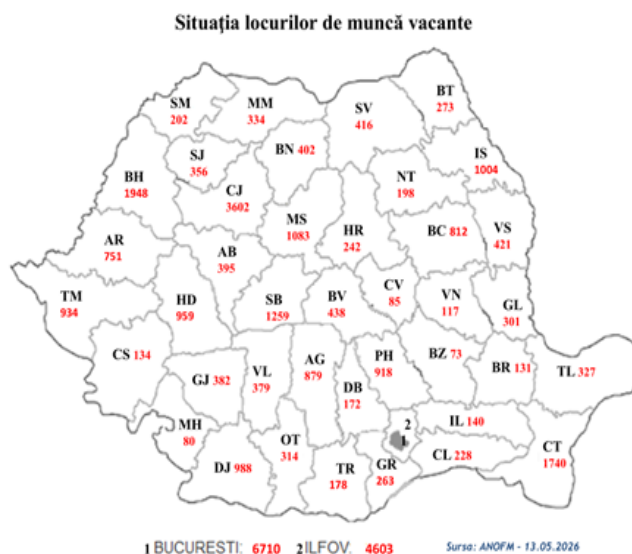 Situația locurilor de muncă vacante
SM
202
MM
334
SV
416
BT
273
SJ
356
BN 402
IS
1004
BH
1948
CJ
3602
NT
198
MS
1083
HR
242
BC 812
VS
421
AR
751
AB
395
TM
934
HD
959
SB
1259
BV
438
CV
85
VN
117
GL
301
CS 134
GJ 382
VL
379
AG
879
PH
918
DB
172
BZ 73
BR 131
TL 327
MH
80
DJ 988
OT
314
TR
178
GR
263
2
1
IL 140
CL 228
CT
1740
1 BUCURESTI: 6710 2 ILFOV. 4603
Sursa: ANOFM - 13.05.2026